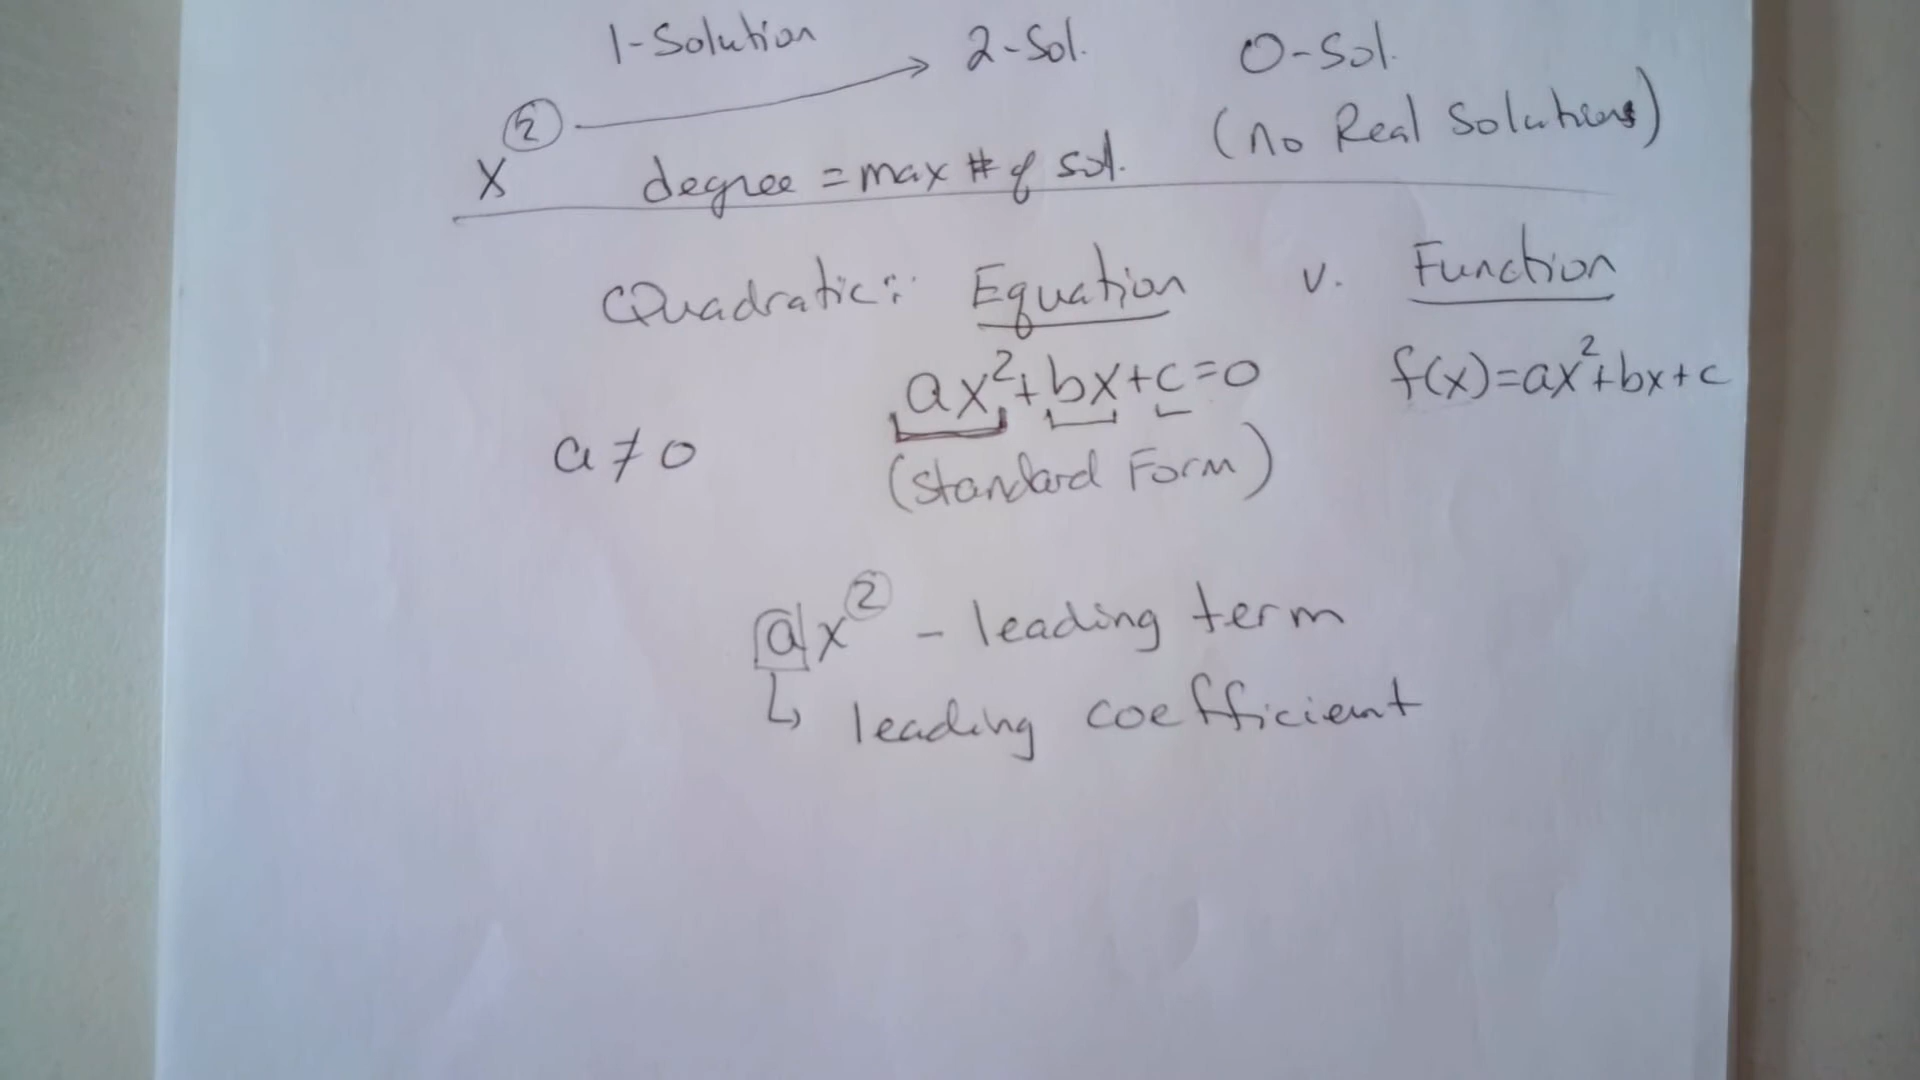 1-Solution 2-Sol. 0-Sol.
x² degree = max # of sol. (no Real Solutions)
Quadratic: Equation v. Function
ax²+bx+c=0 f(x)=ax²+bx+c
a≠0 (Standard Form)
ax² - leading term
↳ leading coefficient